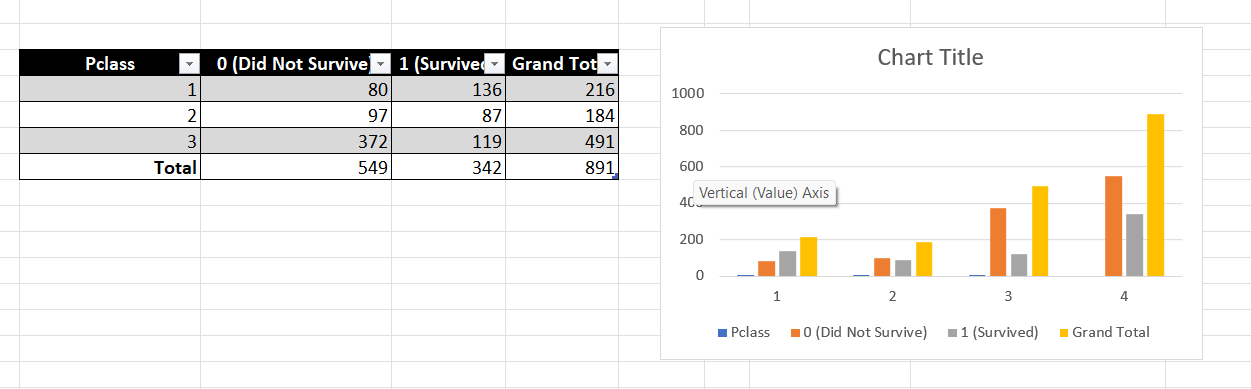 Pclass 0 (Did Not Survive) 1 (Survived Grand Tot
1 80 136 216
2 97 87 184
3 372 119 491
Total 549 342 891
Chart Title
1000
800
600
Vertical (Value) Axis
400
200
0
1 2 3 4
Pclass 0 (Did Not Survive) 1 (Survived) Grand Total